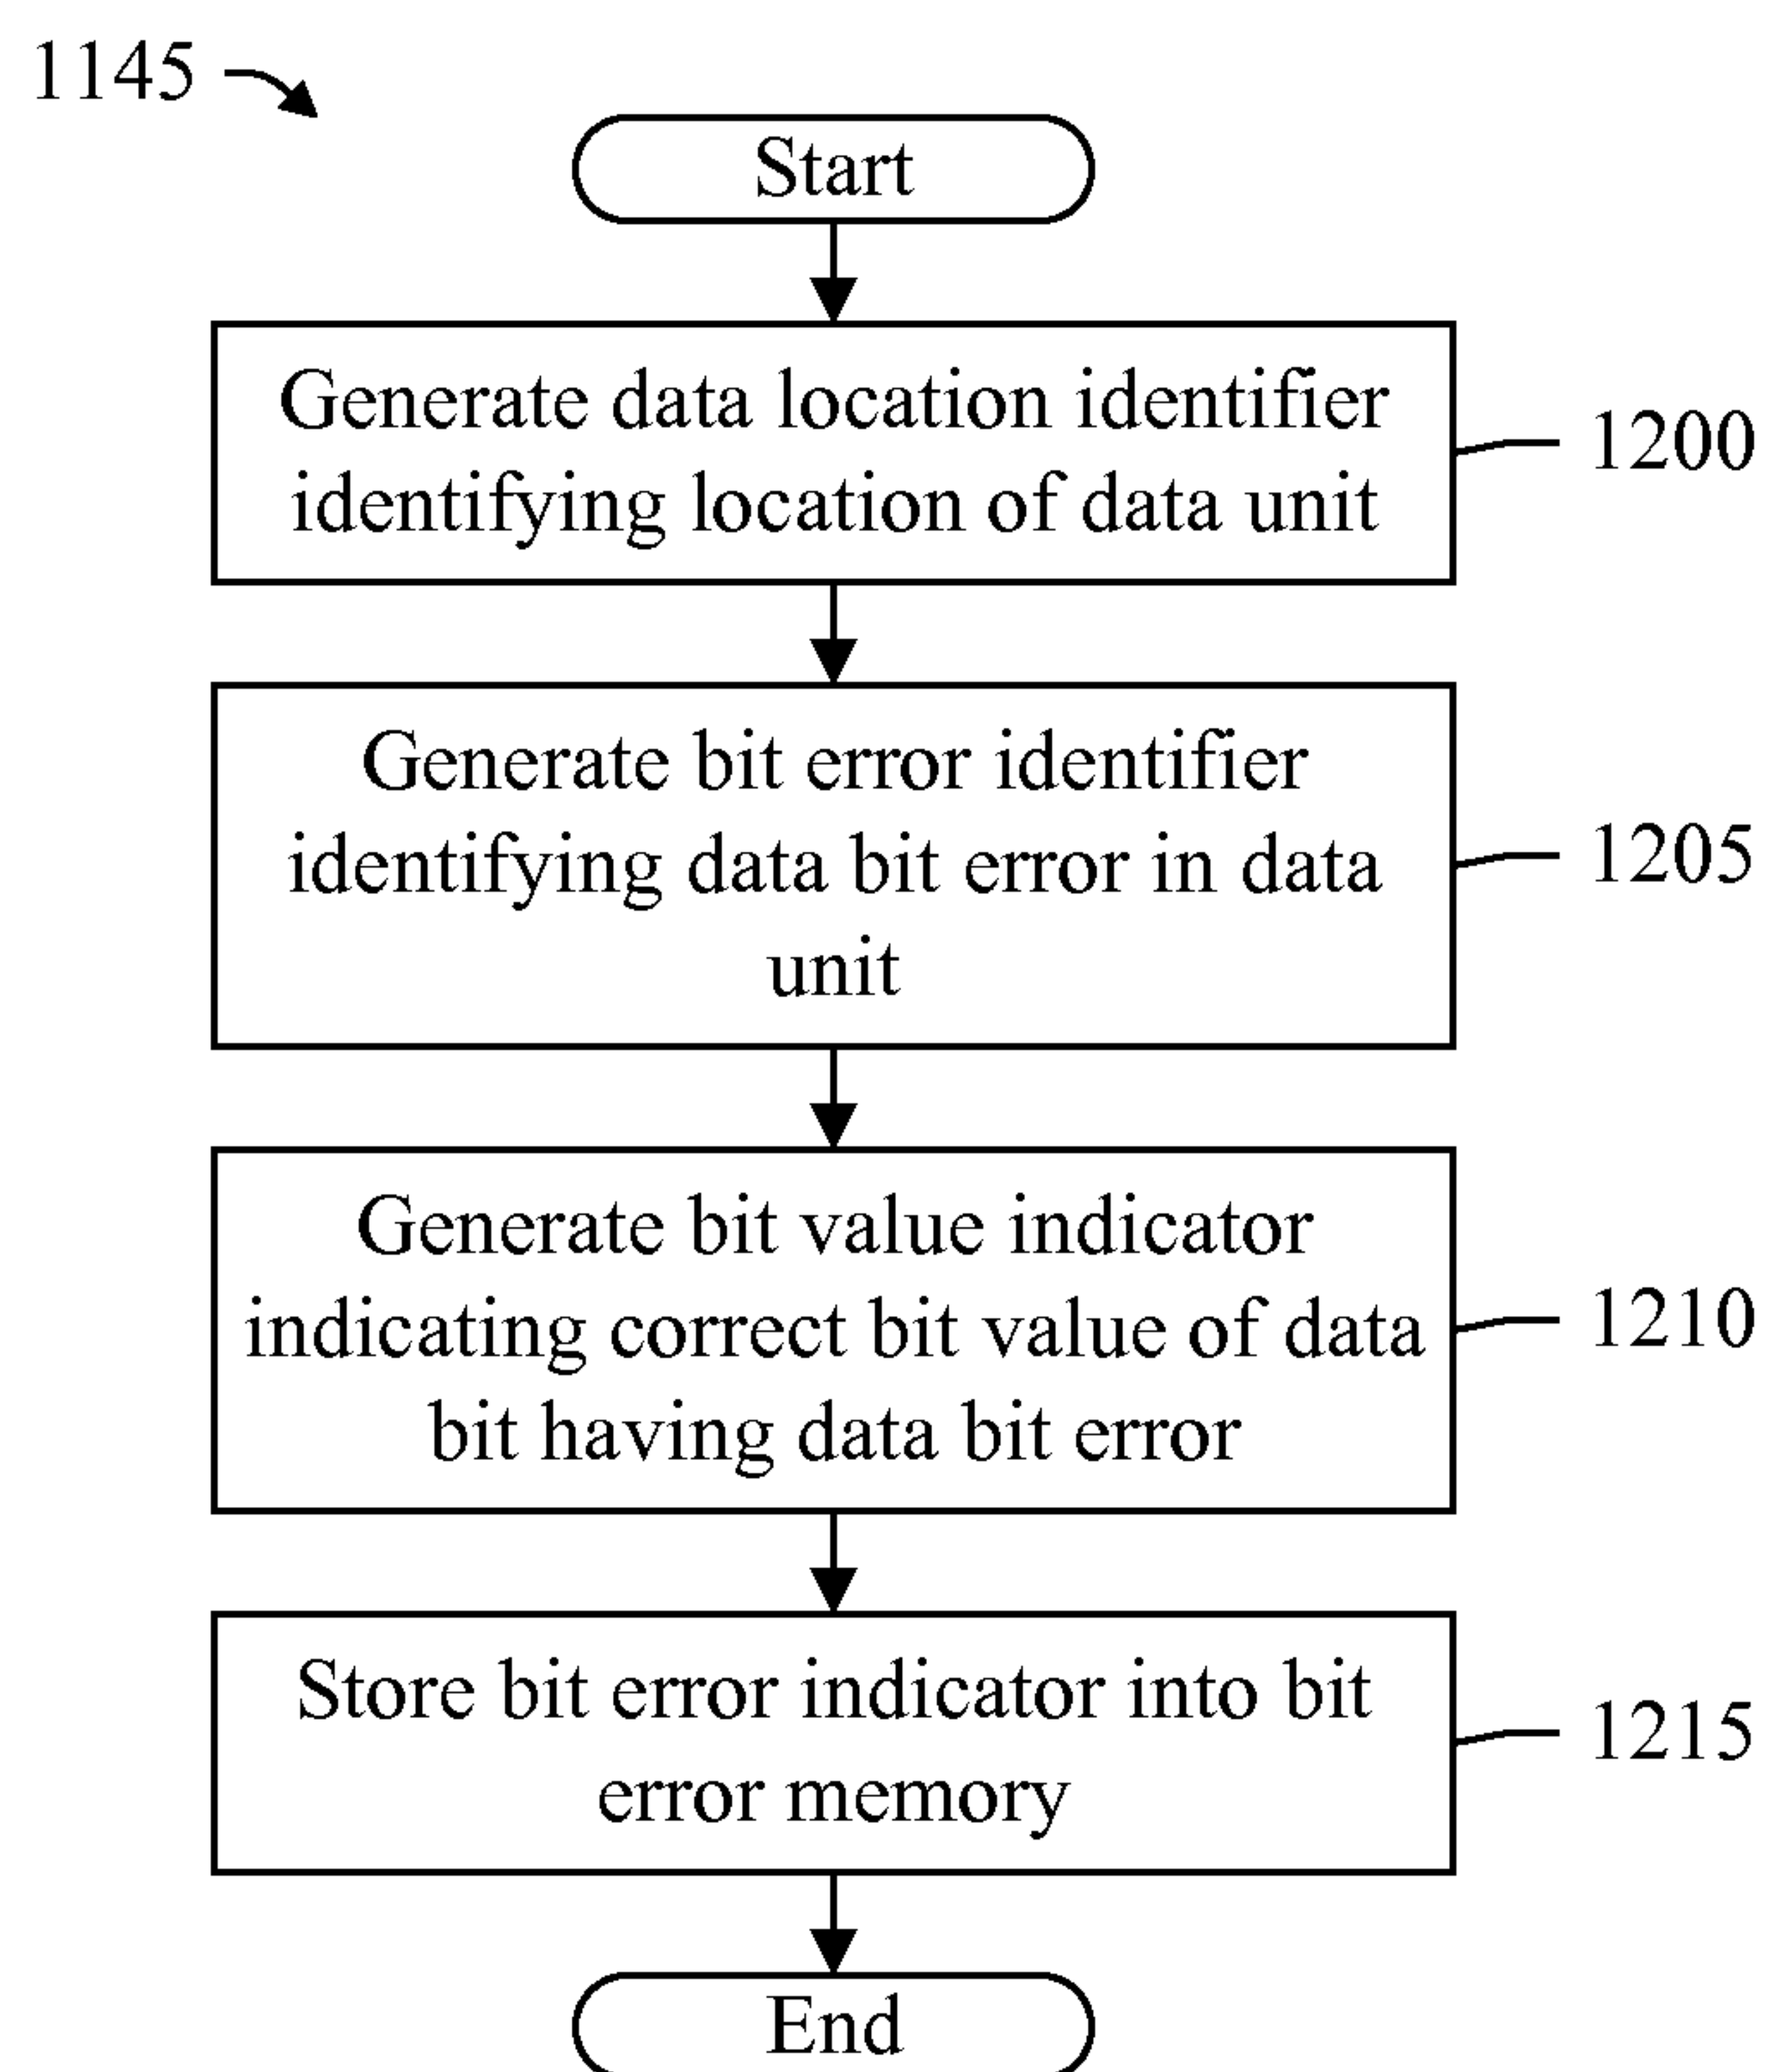 1145
Start
Generate data location identifier
identifying location of data unit
1200
Generate bit error identifier
identifying data bit error in data
unit
1205
Generate bit value indicator
indicating correct bit value of data
bit having data bit error
1210
Store bit error indicator into bit
error memory
1215
End